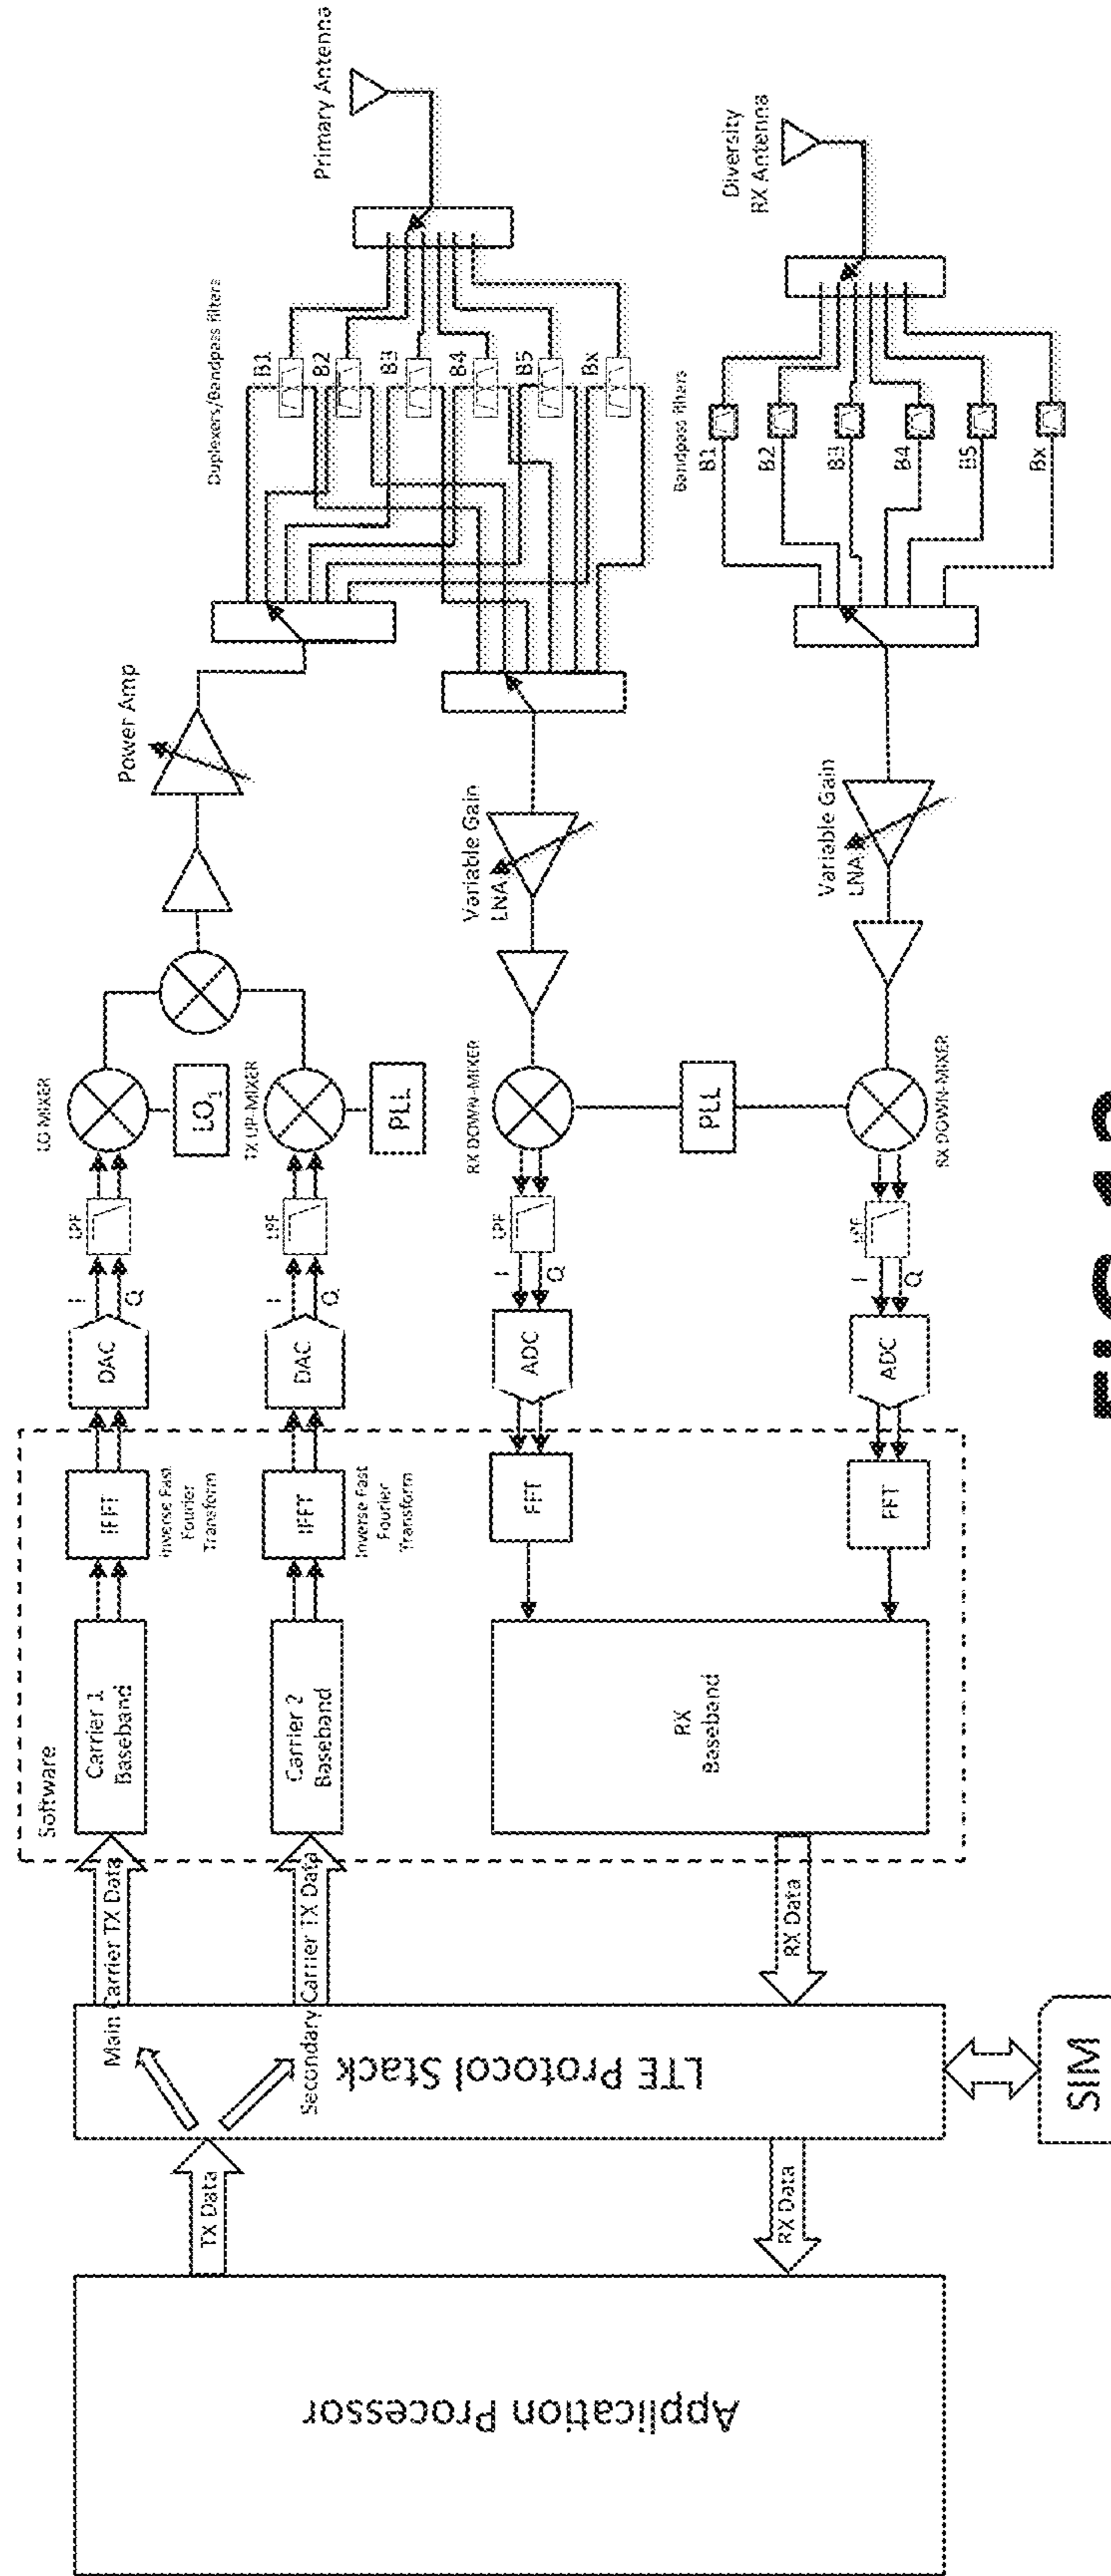 Application Processor
TX Data
RX Data
LTE Protocol Stack
SIM
Main Carrier TX Data
Secondary Carrier TX Data
RX Data
Software
Carrier 1
Baseband
Carrier 2
Baseband
RX
Baseband
IFFT
Inverse Fast
Fourier
Transform
IFFT
Inverse Fast
Fourier
Transform
FFT
FFT
DAC
I
Q
DAC
I
Q
ADC
I
Q
ADC
I
Q
LPF
LPF
LPF
LPF
LO MIXER
LO1
TX UP-MIXER
PLL
RX DOWN-MIXER
PLL
RX DOWN-MIXER
Power Amp
Variable Gain
LNA
Variable Gain
LNA
Duplexers/Bandpass filters
B1
B2
B3
B4
B5
Bx
Bandpass filters
B1
B2
B3
B4
B5
Bx
Primary Antenna
Diversity
RX Antenna